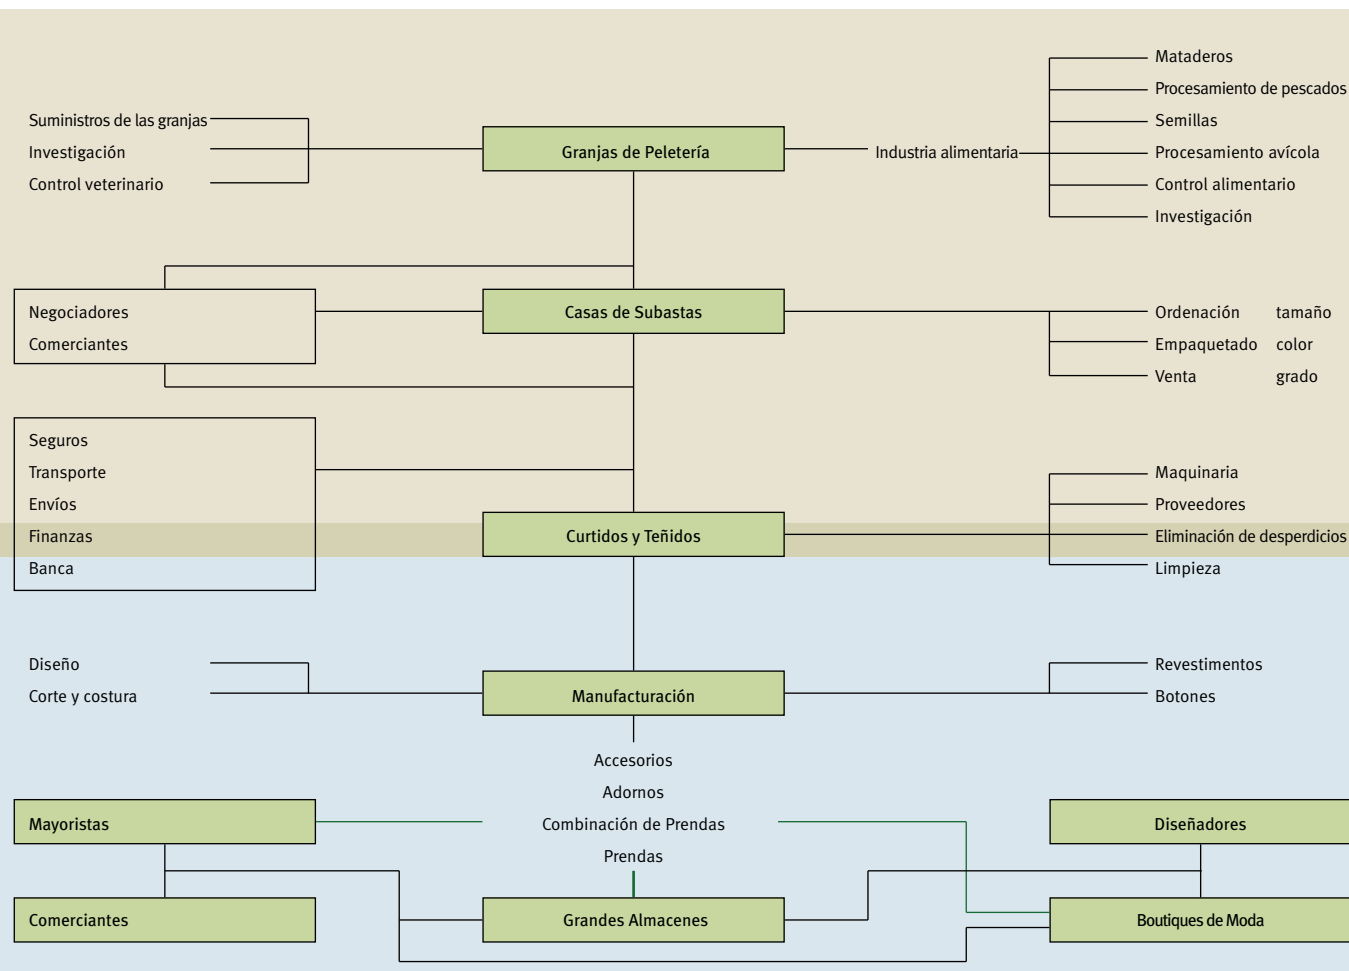 Mataderos
Procesamiento de pescados
Suministros de las granjas
Semillas
Investigación
Granjas de Peletería
Industria alimentaria
Procesamiento avícola
Control veterinario
Control alimentario
Investigación
Negociadores
Casas de Subastas
Ordenación tamaño
Comerciantes
Empaquetado color
Venta grado
Seguros
Transporte
Maquinaria
Envíos
Proveedores
Finanzas
Curtidos y Teñidos
Eliminación de desperdicios
Banca
Limpieza
Diseño
Revestimentos
Corte y costura
Manufacturación
Botones
Accesorios
Adornos
Mayoristas
Combinación de Prendas
Diseñadores
Prendas
Comerciantes
Grandes Almacenes
Boutiques de Moda